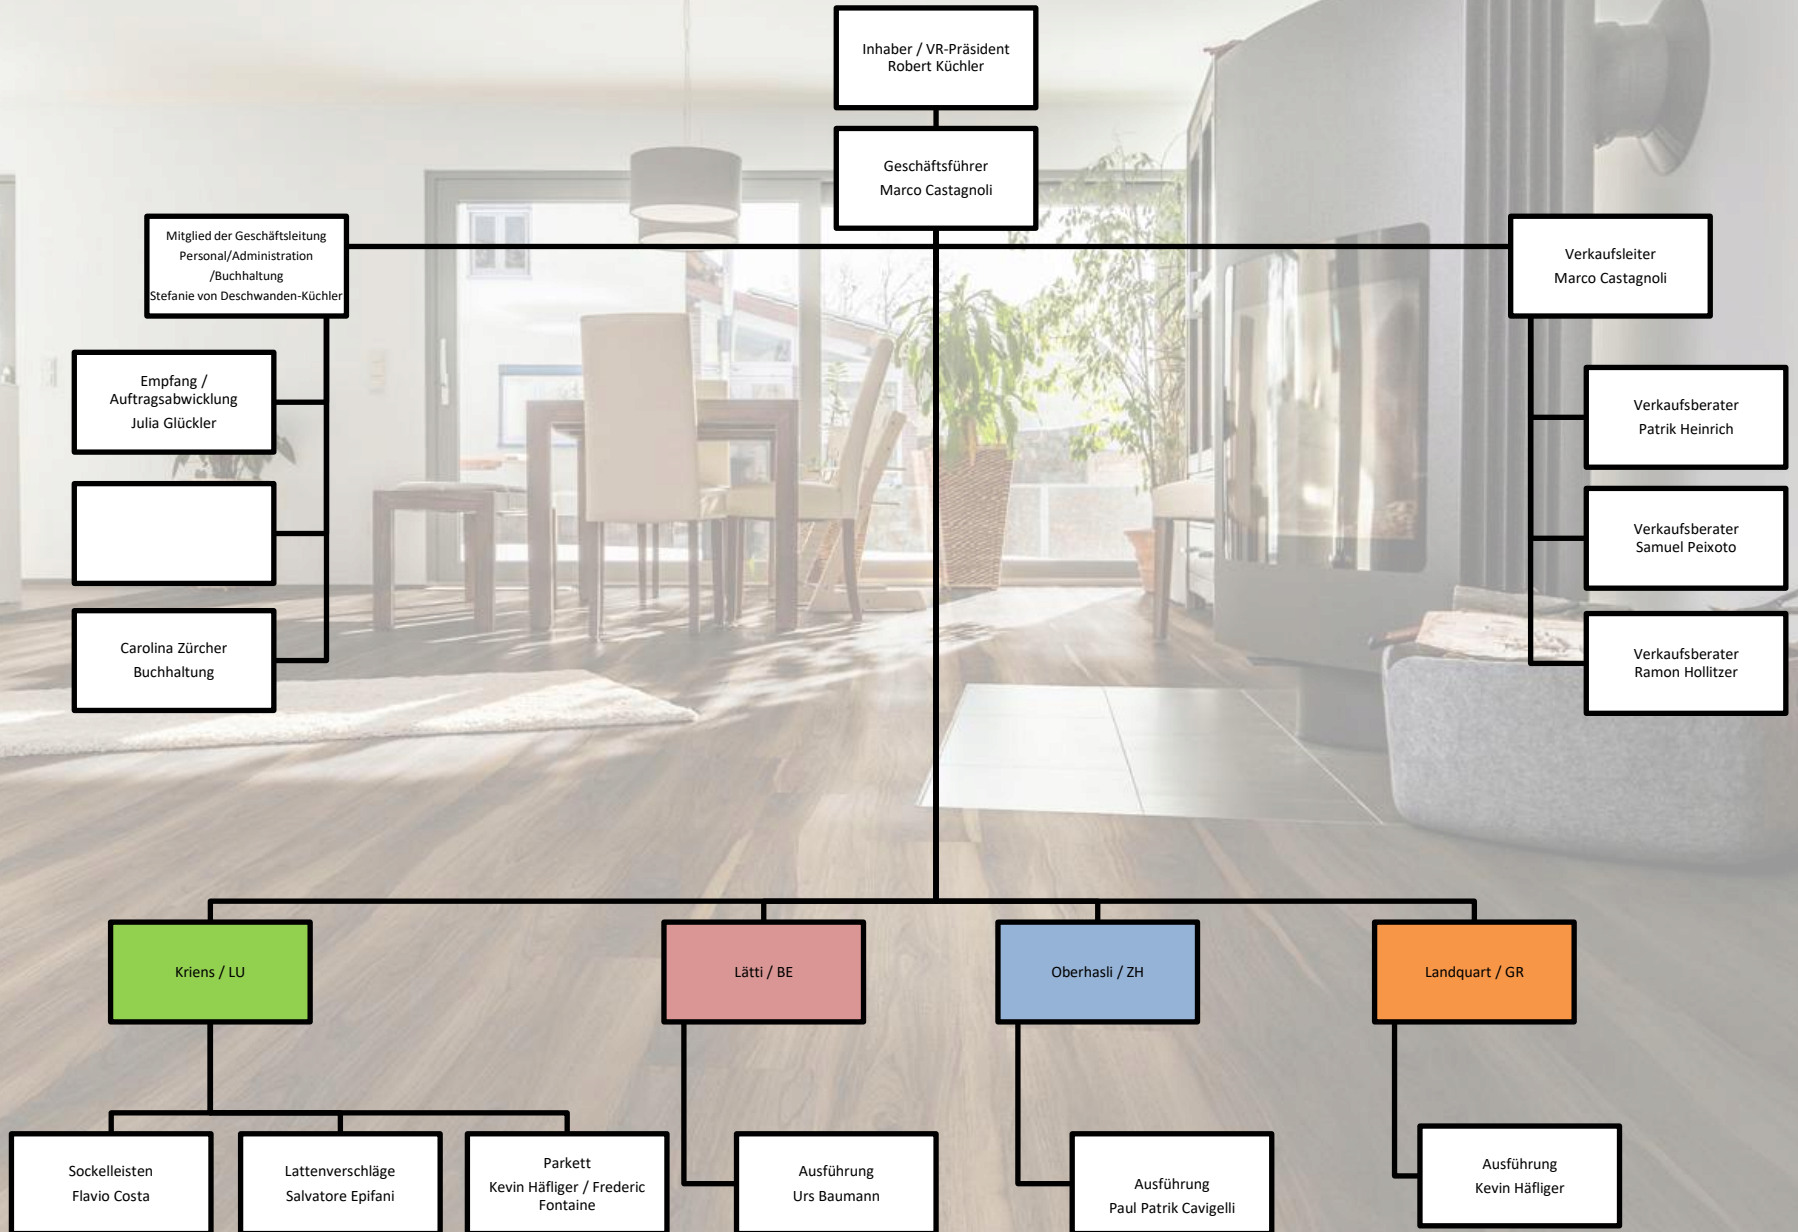 Inhaber / VR-Präsident
Robert Küchler
Geschäftsführer
Marco Castagnoli
Mitglied der Geschäftsleitung
Personal/Administration
/Buchhaltung
Stefanie von Deschwanden-Küchler
Verkaufsleiter
Marco Castagnoli
Empfang /
Auftragsabwicklung
Julia Glückler
Carolina Zürcher
Buchhaltung
Verkaufsberater
Patrik Heinrich
Verkaufsberater
Samuel Peixoto
Verkaufsberater
Ramon Hollitzer
Kriens / LU
Lätti / BE
Oberhasli / ZH
Landquart / GR
Sockelleisten
Flavio Costa
Lattenverschläge
Salvatore Epifani
Parkett
Kevin Häfliger / Frederic
Fontaine
Ausführung
Urs Baumann
Ausführung
Paul Patrik Cavigelli
Ausführung
Kevin Häfliger